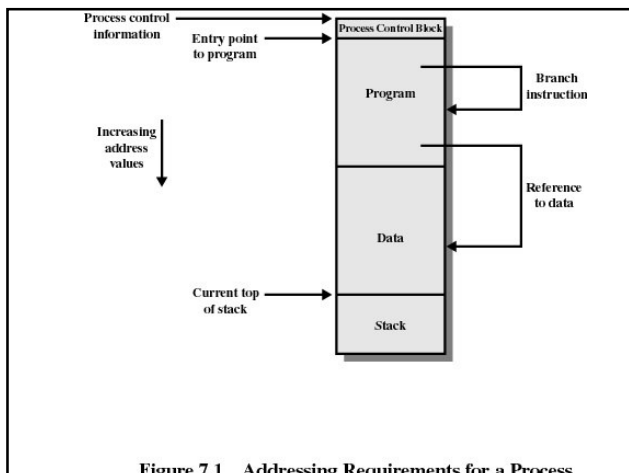 Process control
information
Process Control Block
Entry point
to program
Program
Branch
instruction
Increasing
address
values
Reference
to data
Data
Current top
of stack
Stack
Figure 7.1 Addressing Requirements for a Process